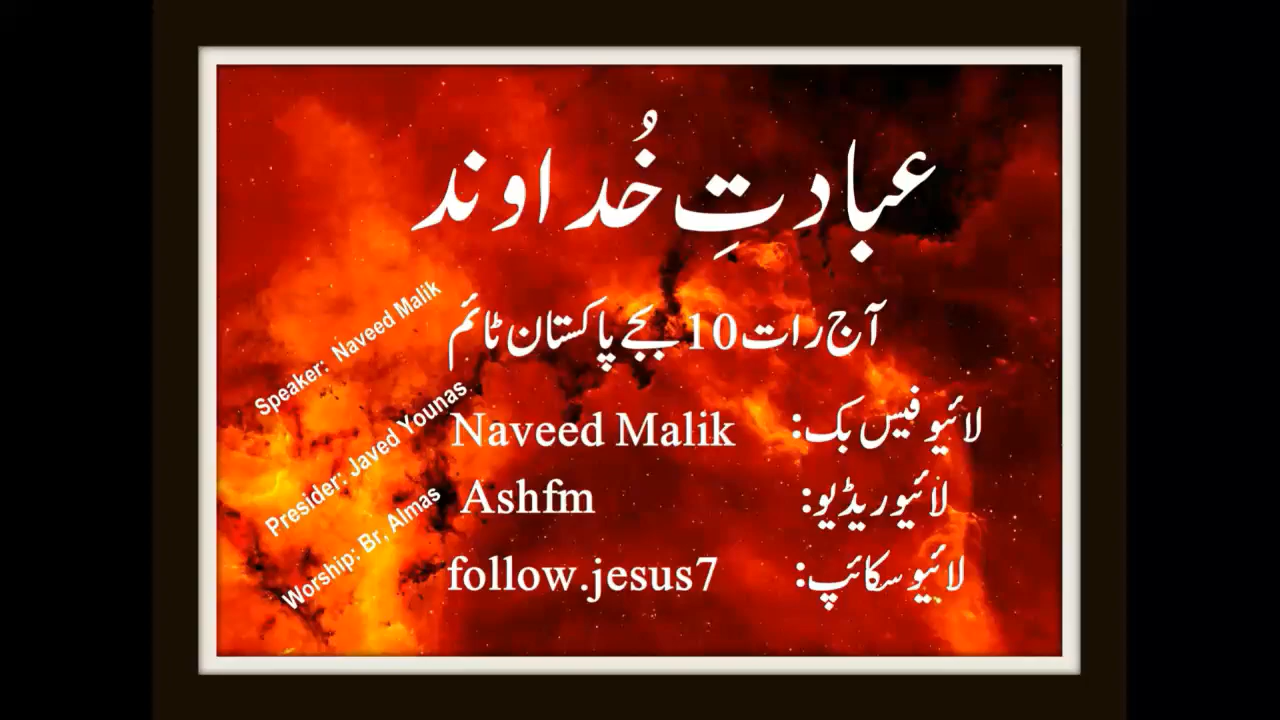 عبادتِ خُداوند
آج رات 10 بجے پاکستان ٹائم
لائیو فیس بک: Naveed Malik
لائیو ریڈیو: Ashfm
لائیو سکائپ: follow.jesus7
Speaker: Naveed Malik
Presider: Javed Younas
Worship: Br, Almas